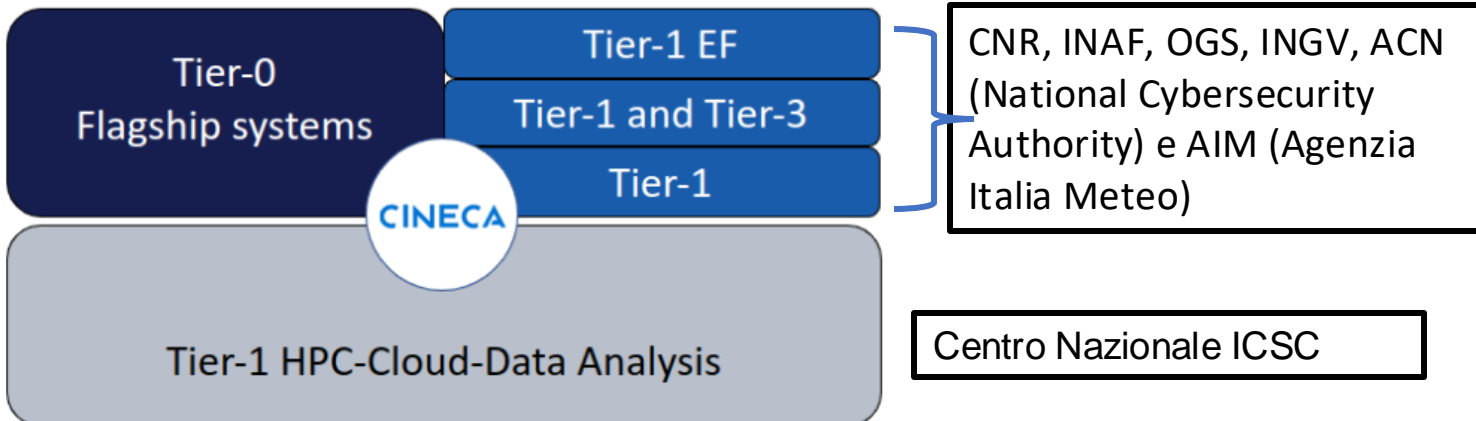 Tier-0
Flagship systems
Tier-1 EF
Tier-1 and Tier-3
Tier-1
CINECA
CNR, INAF, OGS, INGV, ACN
(National Cybersecurity
Authority) e AIM (Agenzia
Italia Meteo)
Tier-1 HPC-Cloud-Data Analysis
Centro Nazionale ICSC